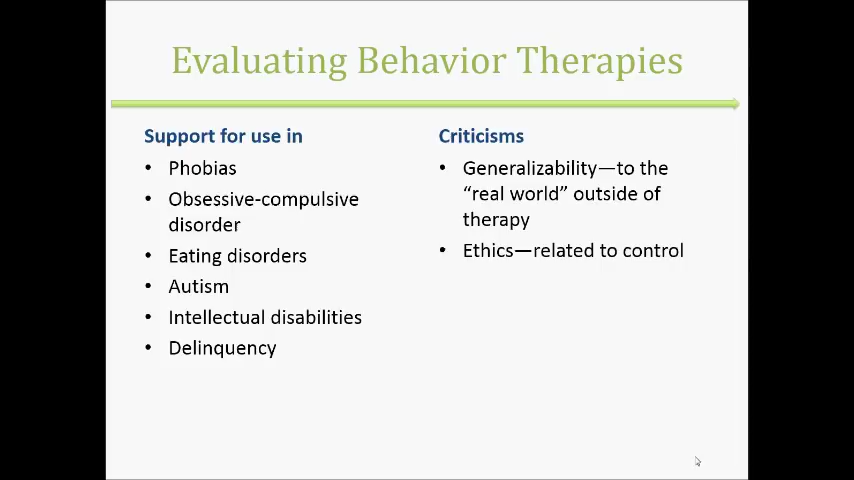 Evaluating Behavior Therapies
Support for use in
• Phobias
• Obsessive-compulsive
disorder
• Eating disorders
• Autism
• Intellectual disabilities
• Delinquency
Criticisms
• Generalizability—to the
“real world” outside of
therapy
• Ethics—related to control